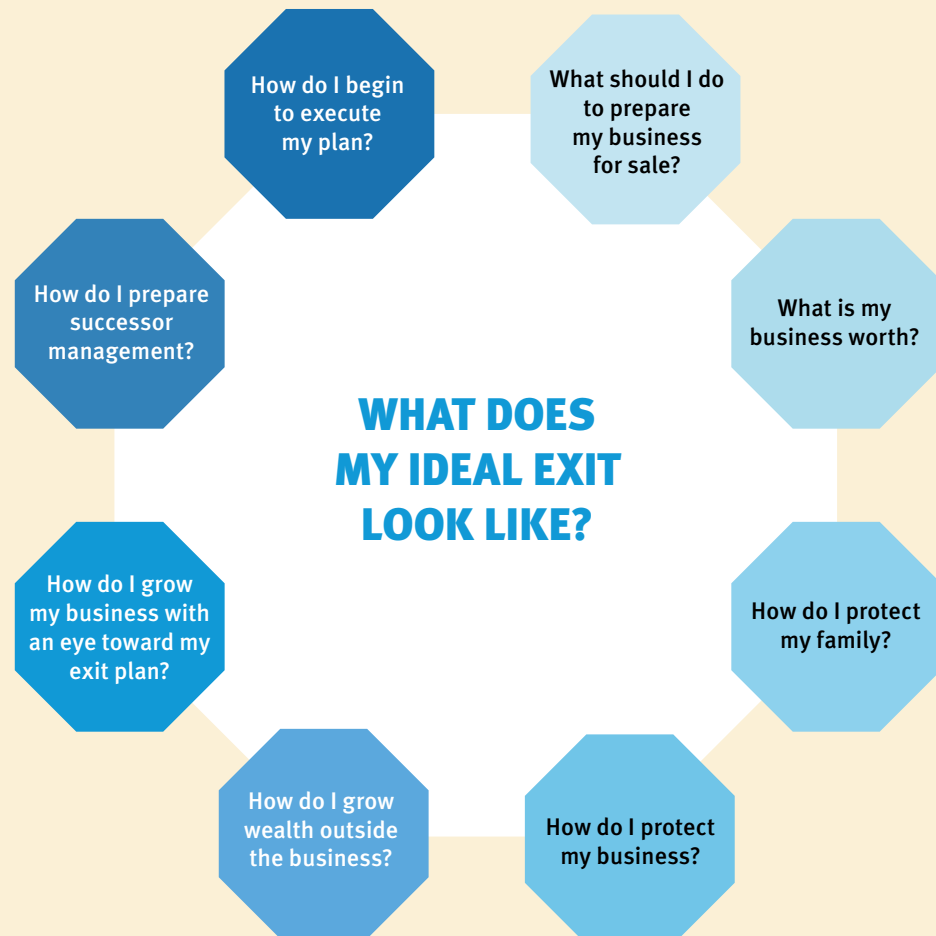 How do I begin
to execute
my plan?
What should I do
to prepare
my business
for sale?
How do I prepare
successor
management?
What is my
business worth?
WHAT DOES
MY IDEAL EXIT
LOOK LIKE?
How do I grow
my business with
an eye toward my
exit plan?
How do I protect
my family?
How do I grow
wealth outside
the business?
How do I protect
my business?